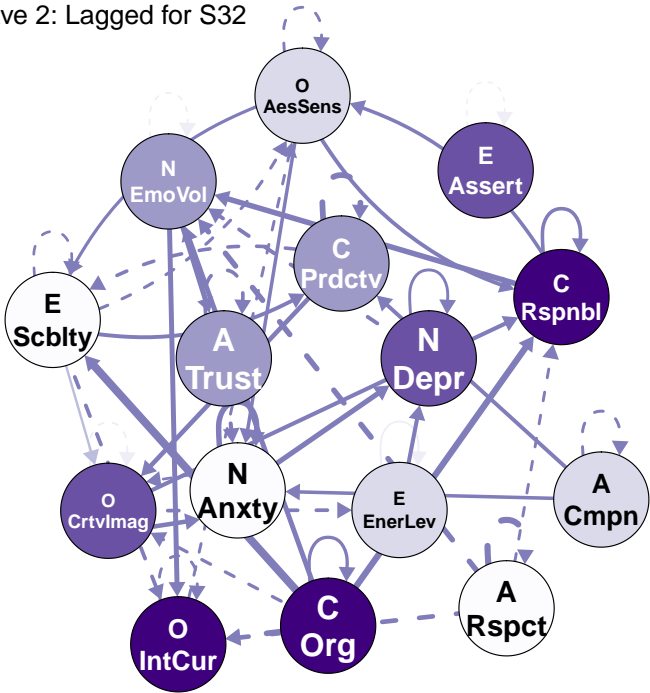 ve 2: Lagged for S32
O
AesSens
N
EmoVol
E
Assert
C
Prdctv
C
Rspnbl
E
Scblty
A
Trust
N
Depr
N
Anxty
O
CrtvImag
E
EnerLev
A
Cmpn
A
Rspct
C
Org
O
IntCur